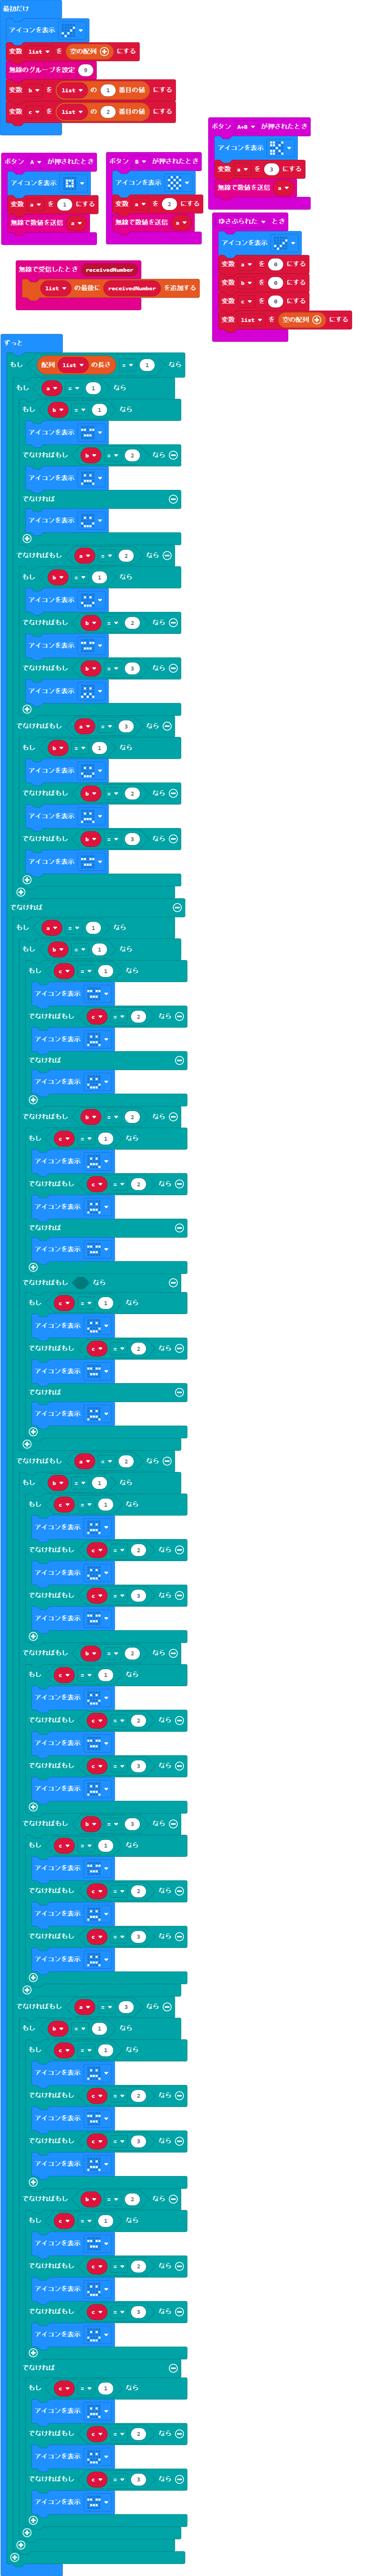 最初だけ
アイコンを表示
変数 list を 空の配列 にする
無線のグループを設定 9
変数 b を list の 1 番目の値 にする
変数 c を list の 2 番目の値 にする
ボタン A が押されたとき
アイコンを表示
変数 a を 1 にする
無線で数値を送信 a
ボタン B が押されたとき
アイコンを表示
変数 a を 2 にする
無線で数値を送信 a
ボタン A+B が押されたとき
アイコンを表示
変数 a を 3 にする
無線で数値を送信 a
ゆさぶられた とき
アイコンを表示
変数 a を 0 にする
変数 b を 0 にする
変数 c を 0 にする
変数 list を 空の配列 にする
無線で受信したとき receivedNumber
list の最後に receivedNumber を追加する
ずっと
もし 配列 list の長さ = 1 なら
もし a = 1 なら
もし b = 1 なら
アイコンを表示
でなければもし b = 2 なら
アイコンを表示
でなければ
アイコンを表示
でなければもし a = 2 なら
もし b = 1 なら
アイコンを表示
でなければもし b = 2 なら
アイコンを表示
でなければもし b = 3 なら
アイコンを表示
でなければもし a = 3 なら
もし b = 1 なら
アイコンを表示
でなければもし b = 2 なら
アイコンを表示
でなければもし b = 3 なら
アイコンを表示
でなければ
もし a = 1 なら
もし b = 1 なら
もし c = 1 なら
アイコンを表示
でなければもし c = 2 なら
アイコンを表示
でなければ
アイコンを表示
でなければもし b = 2 なら
もし c = 1 なら
アイコンを表示
でなければもし c = 2 なら
アイコンを表示
でなければ
アイコンを表示
でなければもし なら
もし c = 1 なら
アイコンを表示
でなければもし c = 2 なら
アイコンを表示
でなければ
アイコンを表示
でなければもし a = 2 なら
もし b = 1 なら
もし c = 1 なら
アイコンを表示
でなければもし c = 2 なら
アイコンを表示
でなければもし c = 3 なら
アイコンを表示
でなければもし b = 2 なら
もし c = 1 なら
アイコンを表示
でなければもし c = 2 なら
アイコンを表示
でなければもし c = 3 なら
アイコンを表示
でなければもし b = 3 なら
もし c = 1 なら
アイコンを表示
でなければもし c = 2 なら
アイコンを表示
でなければもし c = 3 なら
アイコンを表示
でなければもし a = 3 なら
もし b = 1 なら
もし c = 1 なら
アイコンを表示
でなければもし c = 2 なら
アイコンを表示
でなければもし c = 3 なら
アイコンを表示
でなければもし b = 2 なら
もし c = 1 なら
アイコンを表示
でなければもし c = 2 なら
アイコンを表示
でなければもし c = 3 なら
アイコンを表示
でなければ
もし c = 1 なら
アイコンを表示
でなければもし c = 2 なら
アイコンを表示
でなければもし c = 3 なら
アイコンを表示